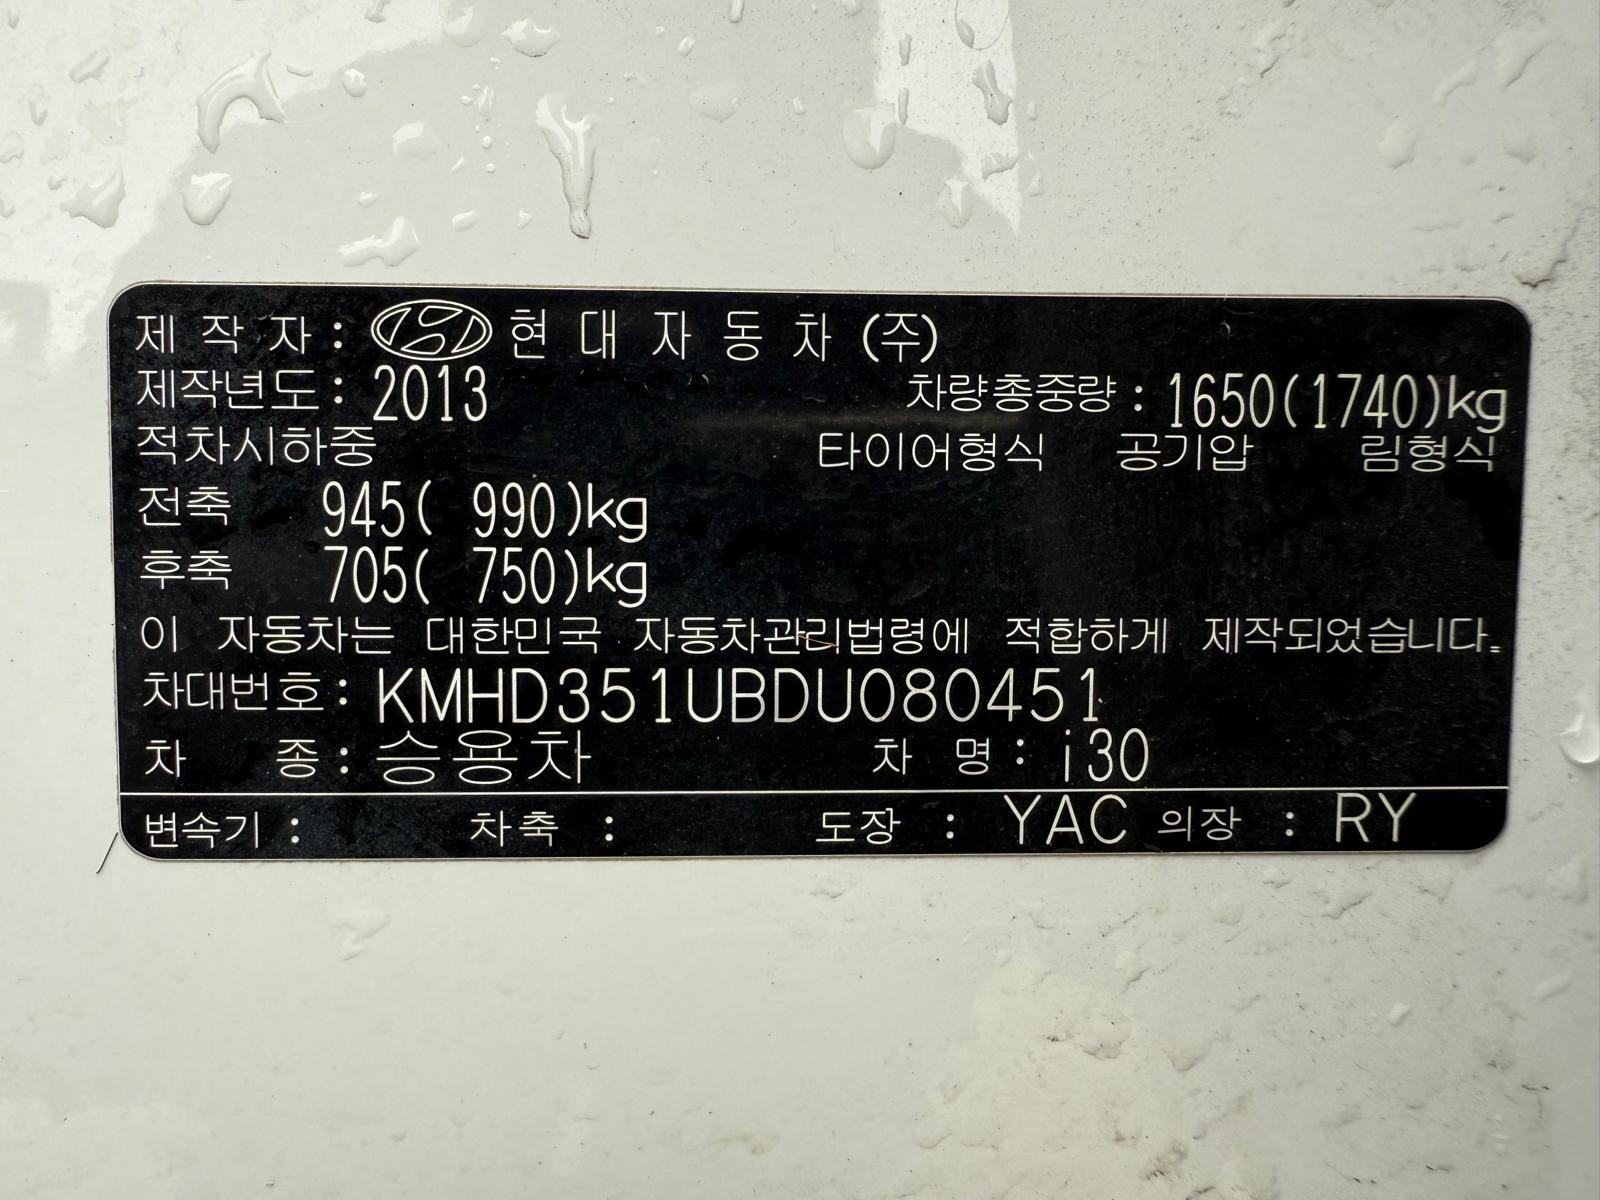 제 작 자 : 현 대 자 동 차 (주)
제작년도 : 2013 차량총중량 : 1650(1740)kg
적차시하중 타이어형식 공기압 림형식
전축 945( 990)kg
후축 705( 750)kg
이 자동차는 대한민국 자동차관리법령에 적합하게 제작되었습니다.
차대번호 : KMHD351UBDU080451
차 종 : 승용차 차 명 : i30
변속기 : 차축 : 도장 : YAC 의장 : RY